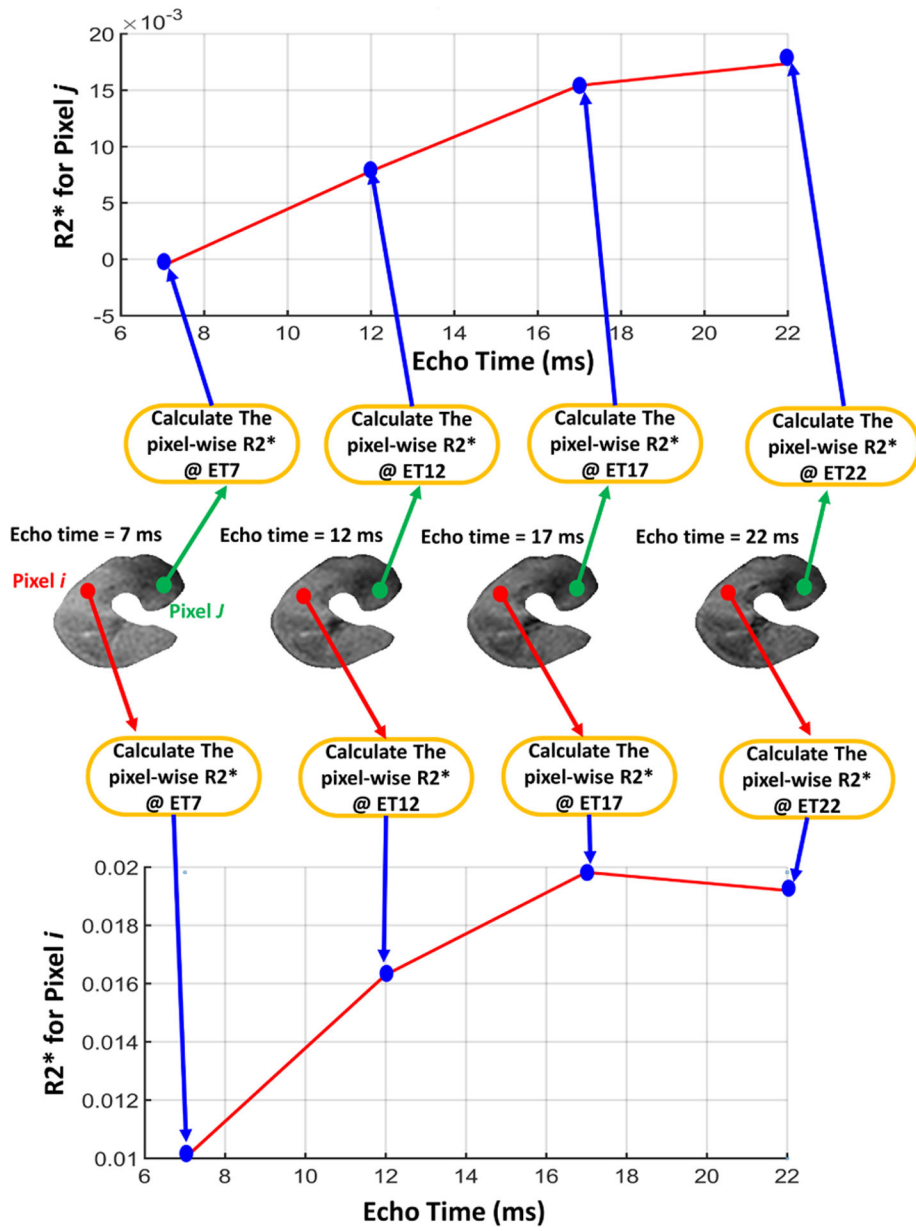 ×10⁻³
20
15
10
5
0
-5
R2* for Pixel j
6 8 10 12 14 16 18 20 22
Echo Time (ms)
Calculate The
pixel-wise R2*
@ ET7
Calculate The
pixel-wise R2*
@ ET12
Calculate The
pixel-wise R2*
@ ET17
Calculate The
pixel-wise R2*
@ ET22
Echo time = 7 ms
Echo time = 12 ms
Echo time = 17 ms
Echo time = 22 ms
Pixel i
Pixel J
Calculate The
pixel-wise R2*
@ ET7
Calculate The
pixel-wise R2*
@ ET12
Calculate The
pixel-wise R2*
@ ET17
Calculate The
pixel-wise R2*
@ ET22
0.02
0.018
0.016
0.014
0.012
0.01
R2* for Pixel i
6 8 10 12 14 16 18 20 22
Echo Time (ms)